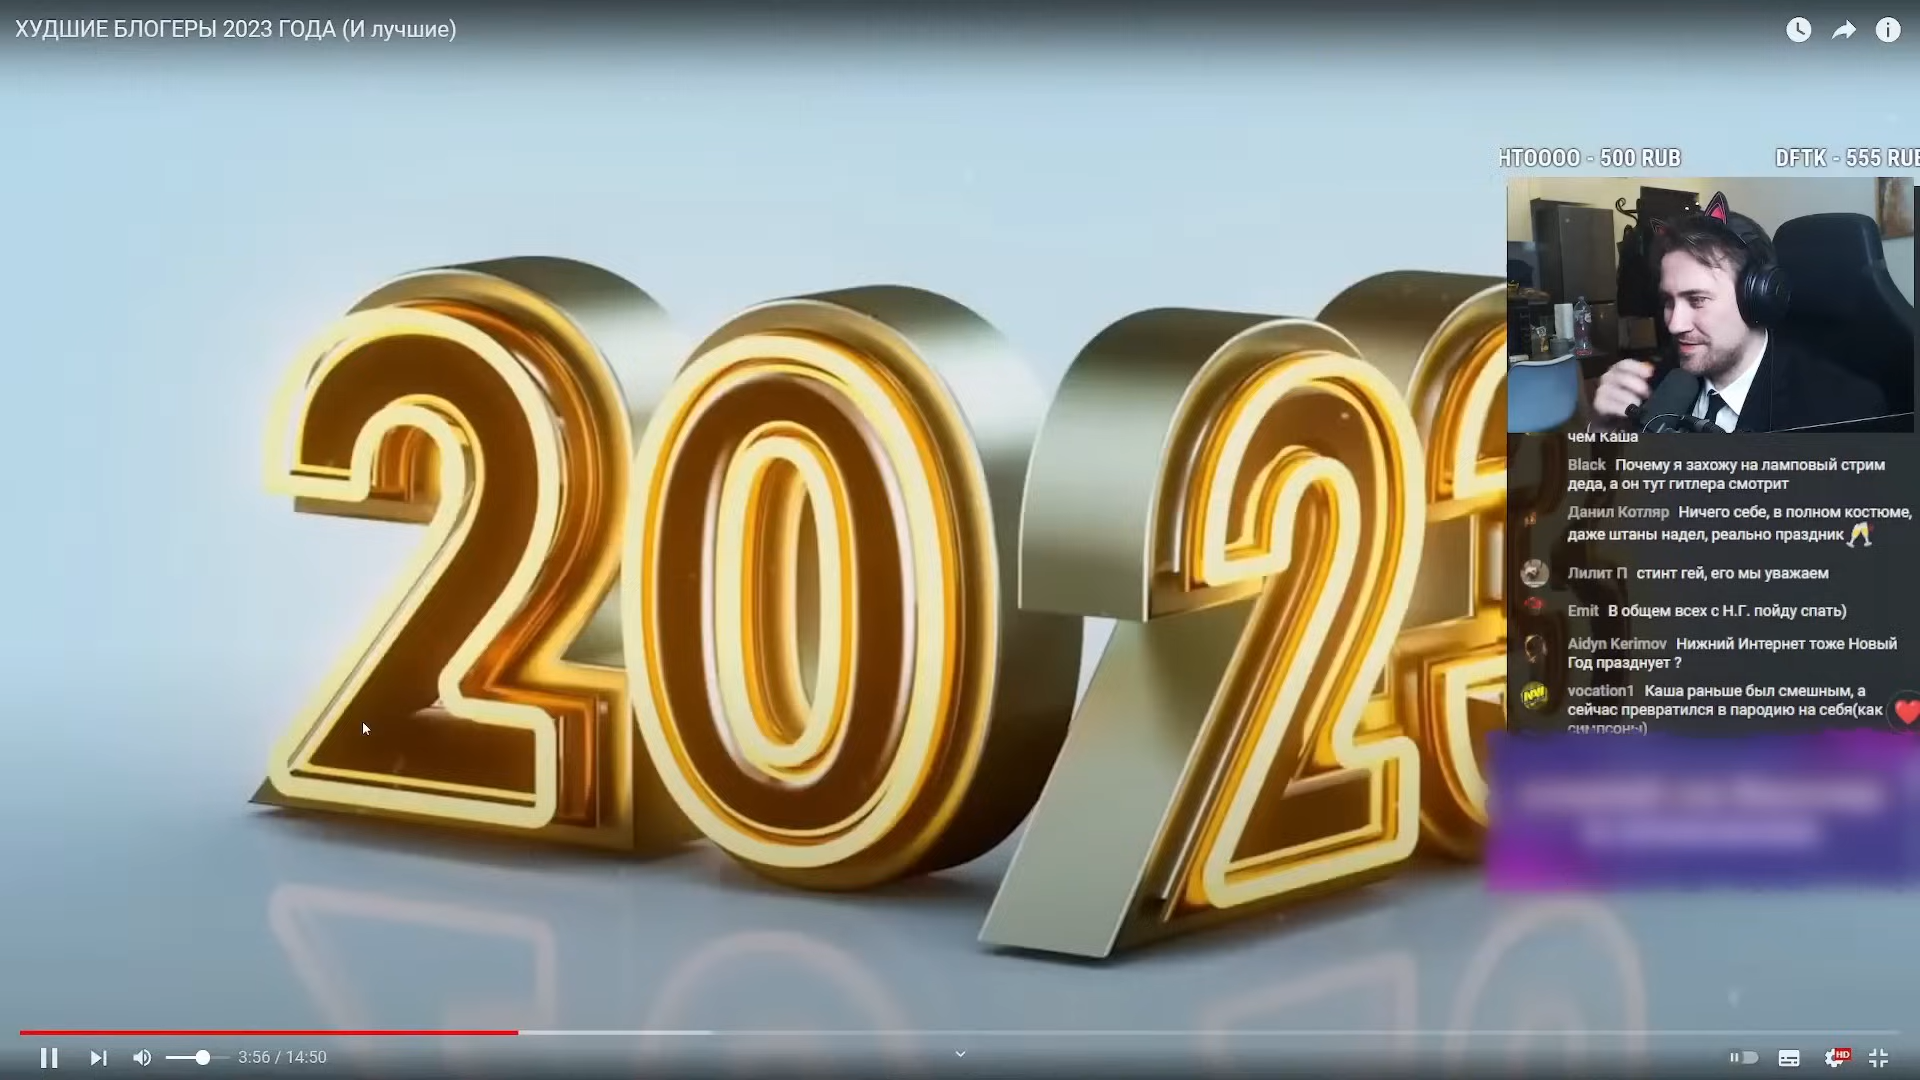 ХУДШИЕ БЛОГЕРЫ 2023 ГОДА (И лучшие)
НТОООО - 500 RUB DFTK - 555 RUB
2023
чем Каша
Black Почему я захожу на ламповый стрим
деда, а он тут гитлера смотрит
Данил Котляр Ничего себе, в полном костюме,
даже штаны надел, реально праздник
Лилит П стинт гей, его мы уважаем
Emit В общем всех с Н.Г. пойду спать)
Aidyn Kerimov Нижний Интернет тоже Новый
Год празднует ?
vocation1 Каша раньше был смешным, а
сейчас превратился в пародию на себя(как
симпсоны)
3:56 / 14:50
HD